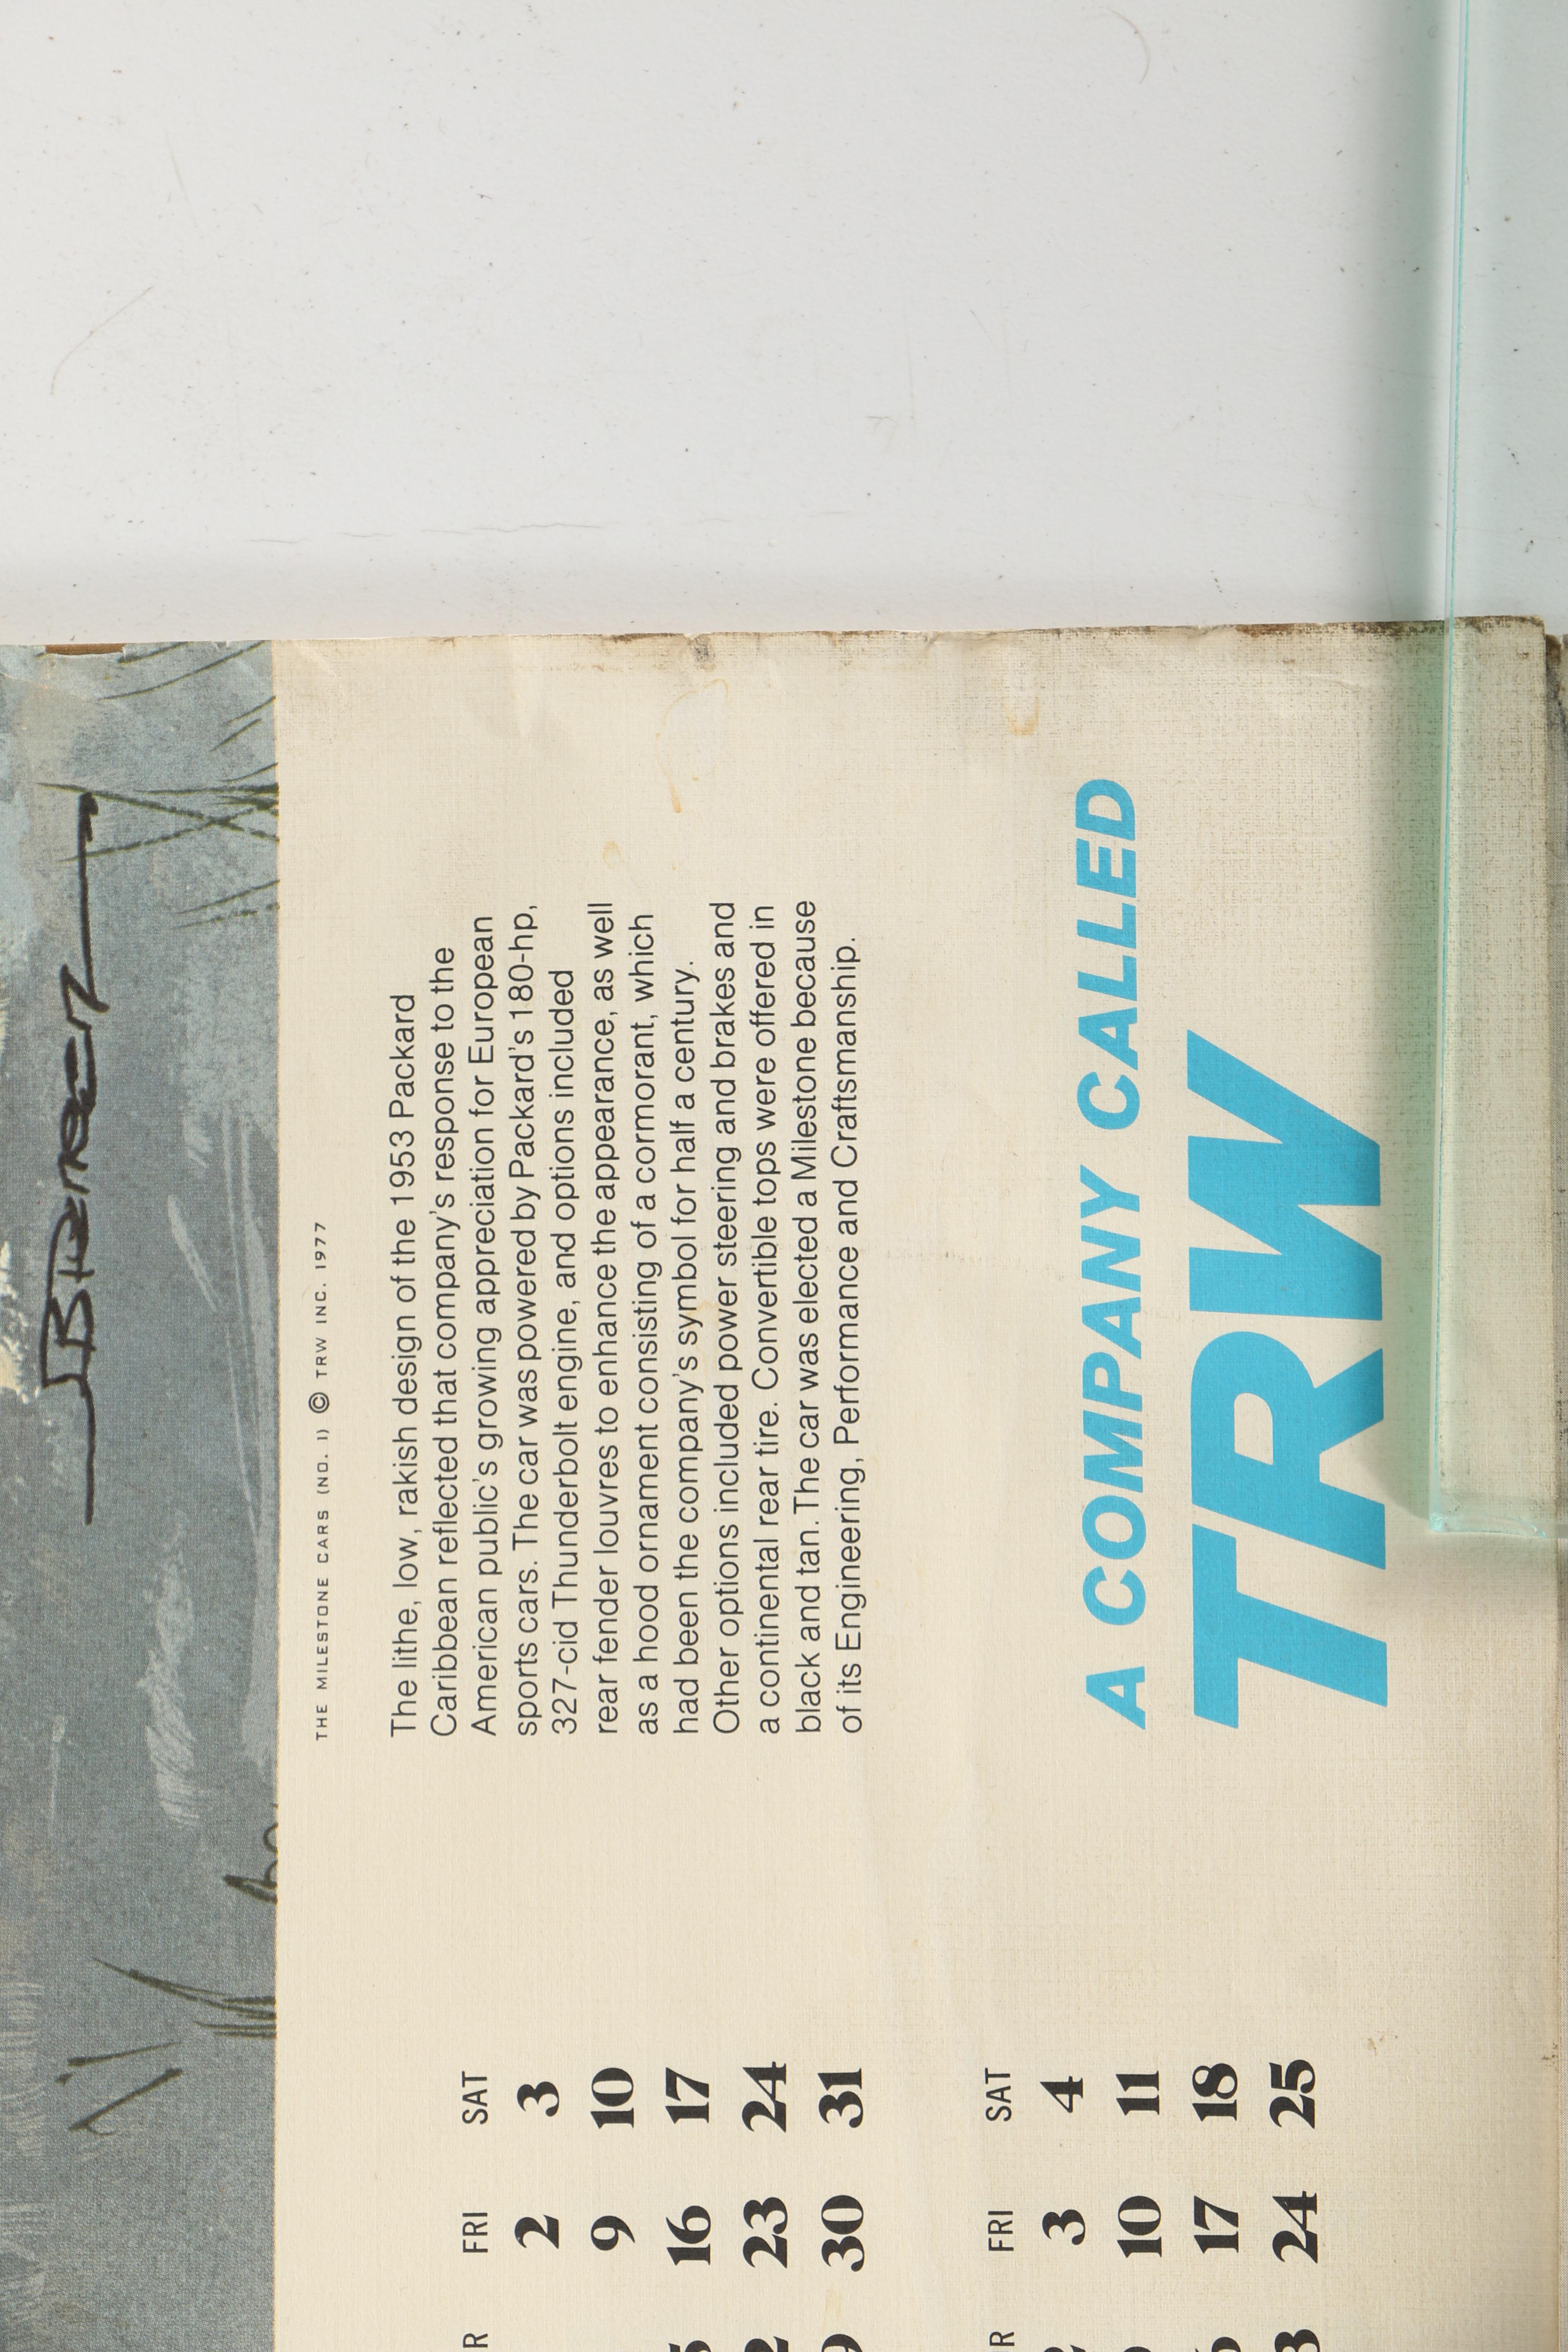 THE MILESTONE CARS (NO. 1) © TRW INC. 1977
The lithe, low, rakish design of the 1953 Packard
Caribbean reflected that company's response to the
American public's growing appreciation for European
sports cars. The car was powered by Packard's 180-hp,
327-cid Thunderbolt engine, and options included
rear fender louvres to enhance the appearance, as well
as a hood ornament consisting of a cormorant, which
had been the company's symbol for half a century.
Other options included power steering and brakes and
a continental rear tire. Convertible tops were offered in
black and tan. The car was elected a Milestone because
of its Engineering, Performance and Craftsmanship.
A COMPANY CALLED
TRW
FRI SAT
2 3
9 10
16 17
23 24
30 31
FRI SAT
3 4
10 11
17 18
24 25